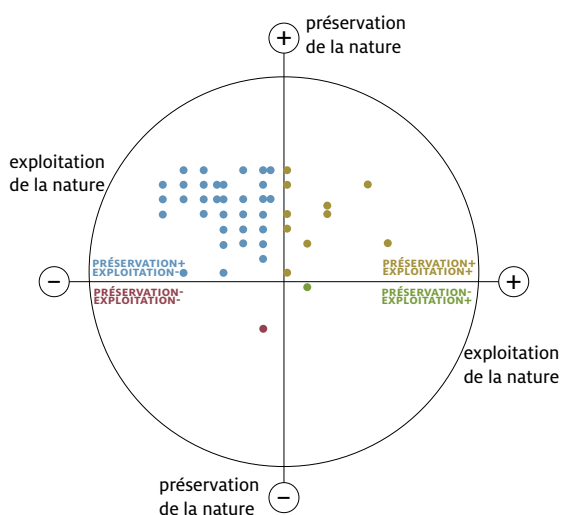 +
préservation
de la nature
exploitation
de la nature
PRÉSERVATION+
EXPLOITATION-
PRÉSERVATION+
EXPLOITATION+
-
+
PRÉSERVATION-
EXPLOITATION-
PRÉSERVATION-
EXPLOITATION+
exploitation
de la nature
préservation
de la nature
-